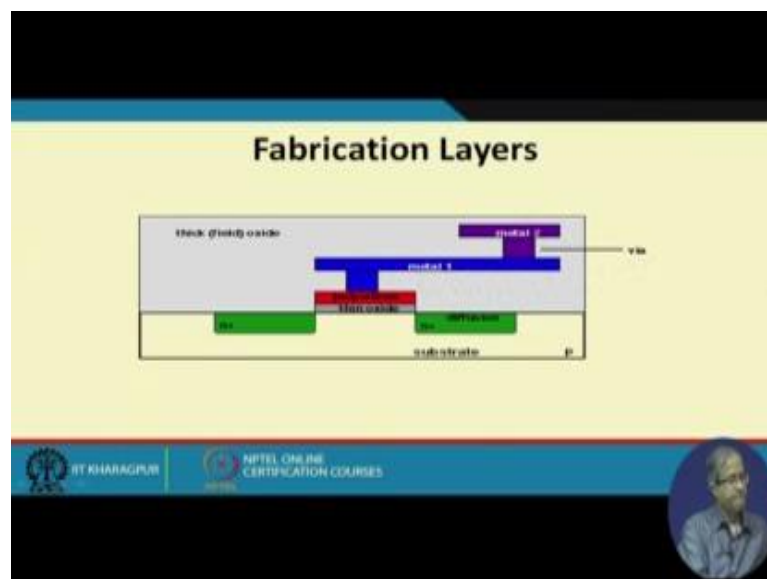 Fabrication Layers
thick (field) oxide
metal 2
via
metal 1
thin oxide
n+
n+
diffusion
substrate
p
IIT KHARAGPUR
NPTEL ONLINE
CERTIFICATION COURSES
NPTEL